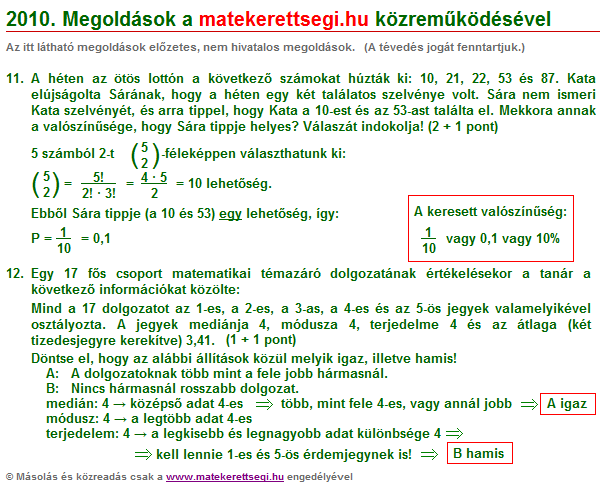 2010. Megoldások a matekerettsegi.hu közreműködésével
Az itt látható megoldások előzetes, nem hivatalos megoldások. (A tévedés jogát fenntartjuk.)
11. A héten az ötös lottón a következő számokat húzták ki: 10, 21, 22, 53 és 87. Kata
elújságolta Sárának, hogy a héten egy két találatos szelvénye volt. Sára nem ismeri
Kata szelvényét, és arra tippel, hogy Kata a 10-est és az 53-ast találta el. Mekkora annak
a valószínűsége, hogy Sára tippje helyes? Válaszát indokolja! (2 + 1 pont)
5 számból 2-t (5 2)-féleképpen választhatunk ki:
(5 2) = 5! / 2! · 3! = 4 · 5 / 2 = 10 lehetőség.
Ebből Sára tippje (a 10 és 53) egy lehetőség, így:
P = 1/10 = 0,1
A keresett valószínűség:
1/10 vagy 0,1 vagy 10%
12. Egy 17 fős csoport matematikai témazáró dolgozatának értékelésekor a tanár a
következő információkat közölte:
Mind a 17 dolgozatot az 1-es, a 2-es, a 3-as, a 4-es és az 5-ös jegyek valamelyikével
osztályozta. A jegyek mediánja 4, módusza 4, terjedelme 4 és az átlaga (két
tizedesjegyre kerekítve) 3,41. (1 + 1 pont)
Döntse el, hogy az alábbi állítások közül melyik igaz, illetve hamis!
A: A dolgozatoknak több mint a fele jobb hármasnál.
B: Nincs hármasnál rosszabb dolgozat.
medián: 4 → középső adat 4-es ⇒ több, mint fele 4-es, vagy annál jobb ⇒ A igaz
módusz: 4 → a legtöbb adat 4-es
terjedelem: 4 → a legkisebb és legnagyobb adat különbsége 4 ⇒
⇒ kell lennie 1-es és 5-ös érdemjegynek is! ⇒ B hamis
© Másolás és közreadás csak a www.matekerettsegi.hu engedélyével